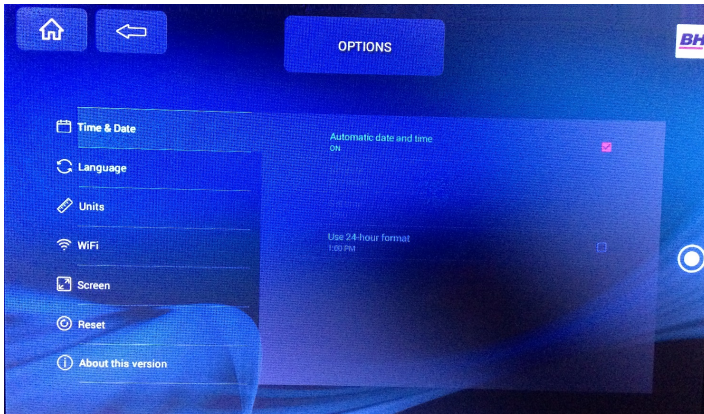 OPTIONS
BH
Time & Date
Automatic date and time
ON
Language
Units
Use 24-hour format
1:00 PM
WiFi
Screen
Reset
About this version